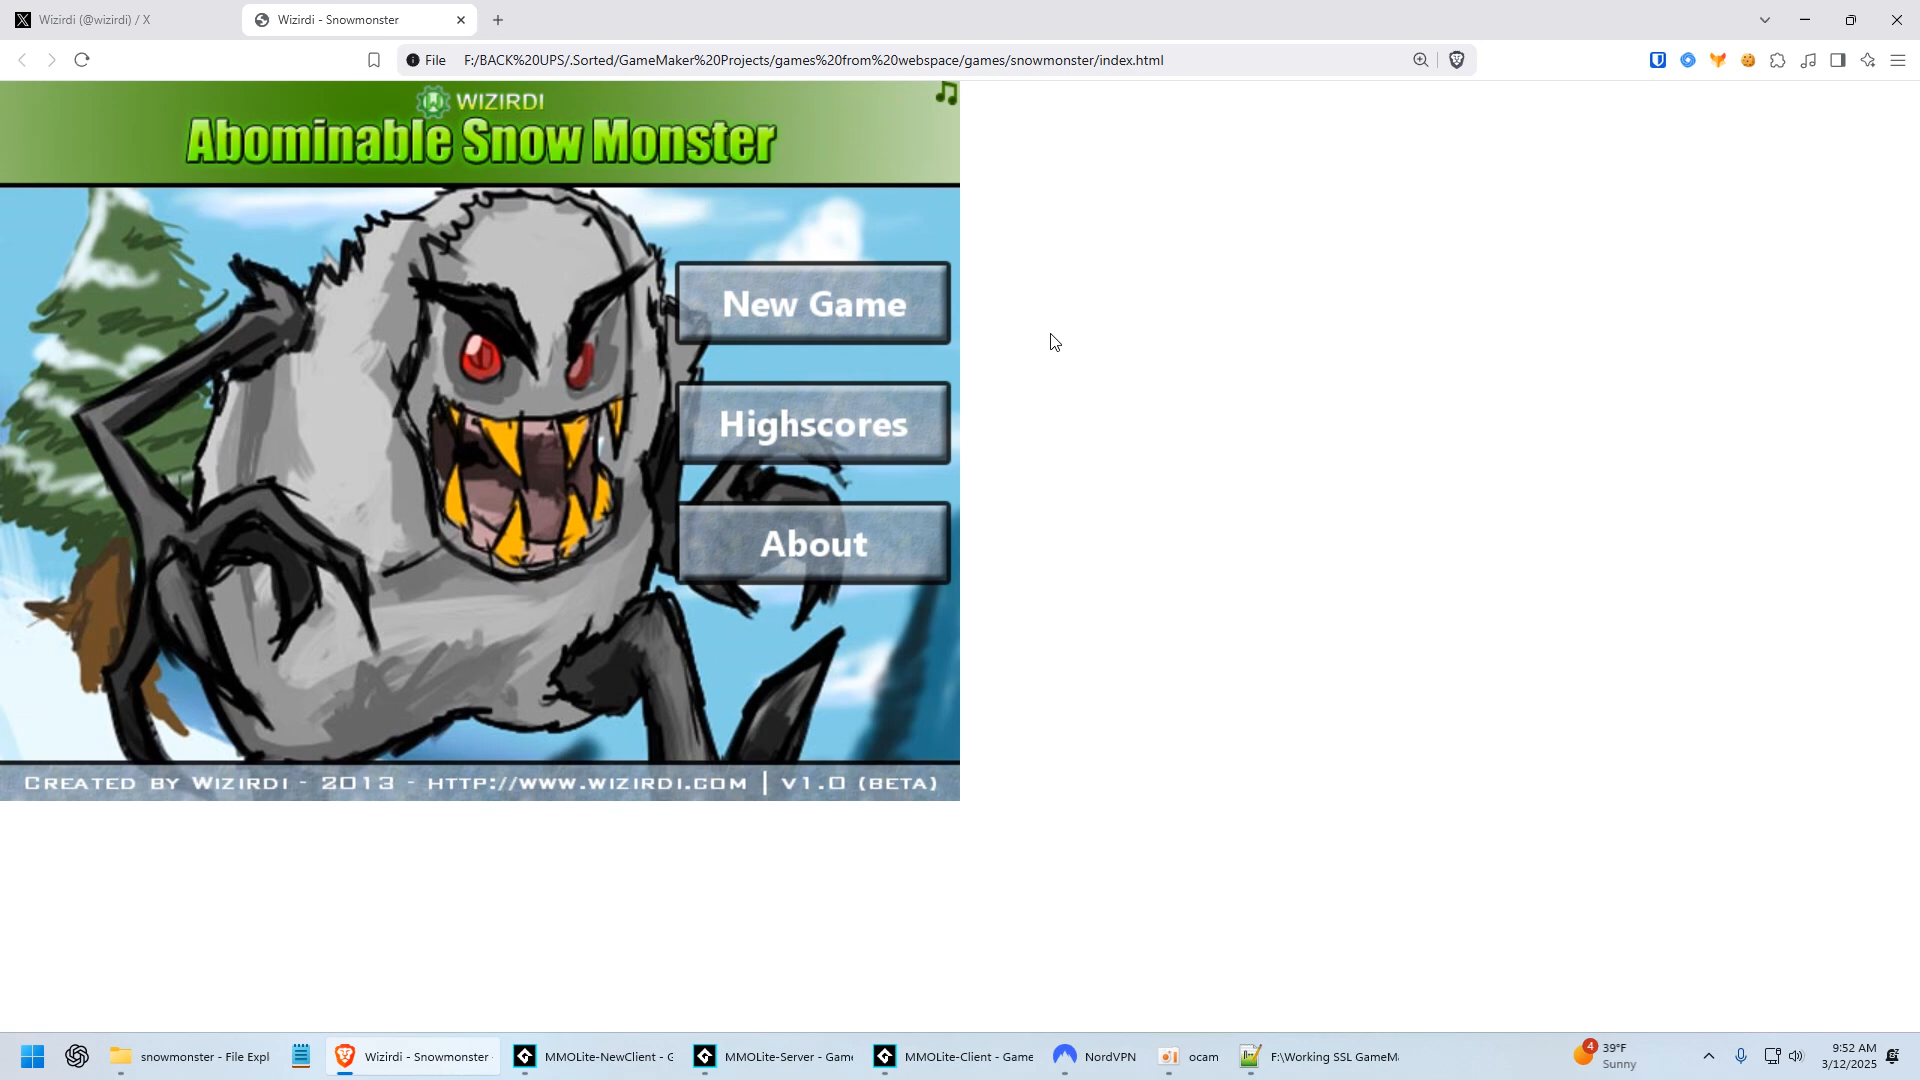 Wizirdi (@wizirdi) / X
Wizirdi - Snowmonster
File
F:/BACK%20UPS/.Sorted/GameMaker%20Projects/games%20from%20webspace/games/snowmonster/index.html
WIZIRDI
Abominable Snow Monster
New Game
Highscores
About
Created by Wizirdi - 2013 - http://www.wizirdi.com | v1.0 (beta)
snowmonster - File Expl
Wizirdi - Snowmonster
MMOLite-NewClient - G
MMOLite-Server - Game
MMOLite-Client - Game
NordVPN
ocam
F:\Working SSL GameM
4
39°F
Sunny
9:52 AM
3/12/2025